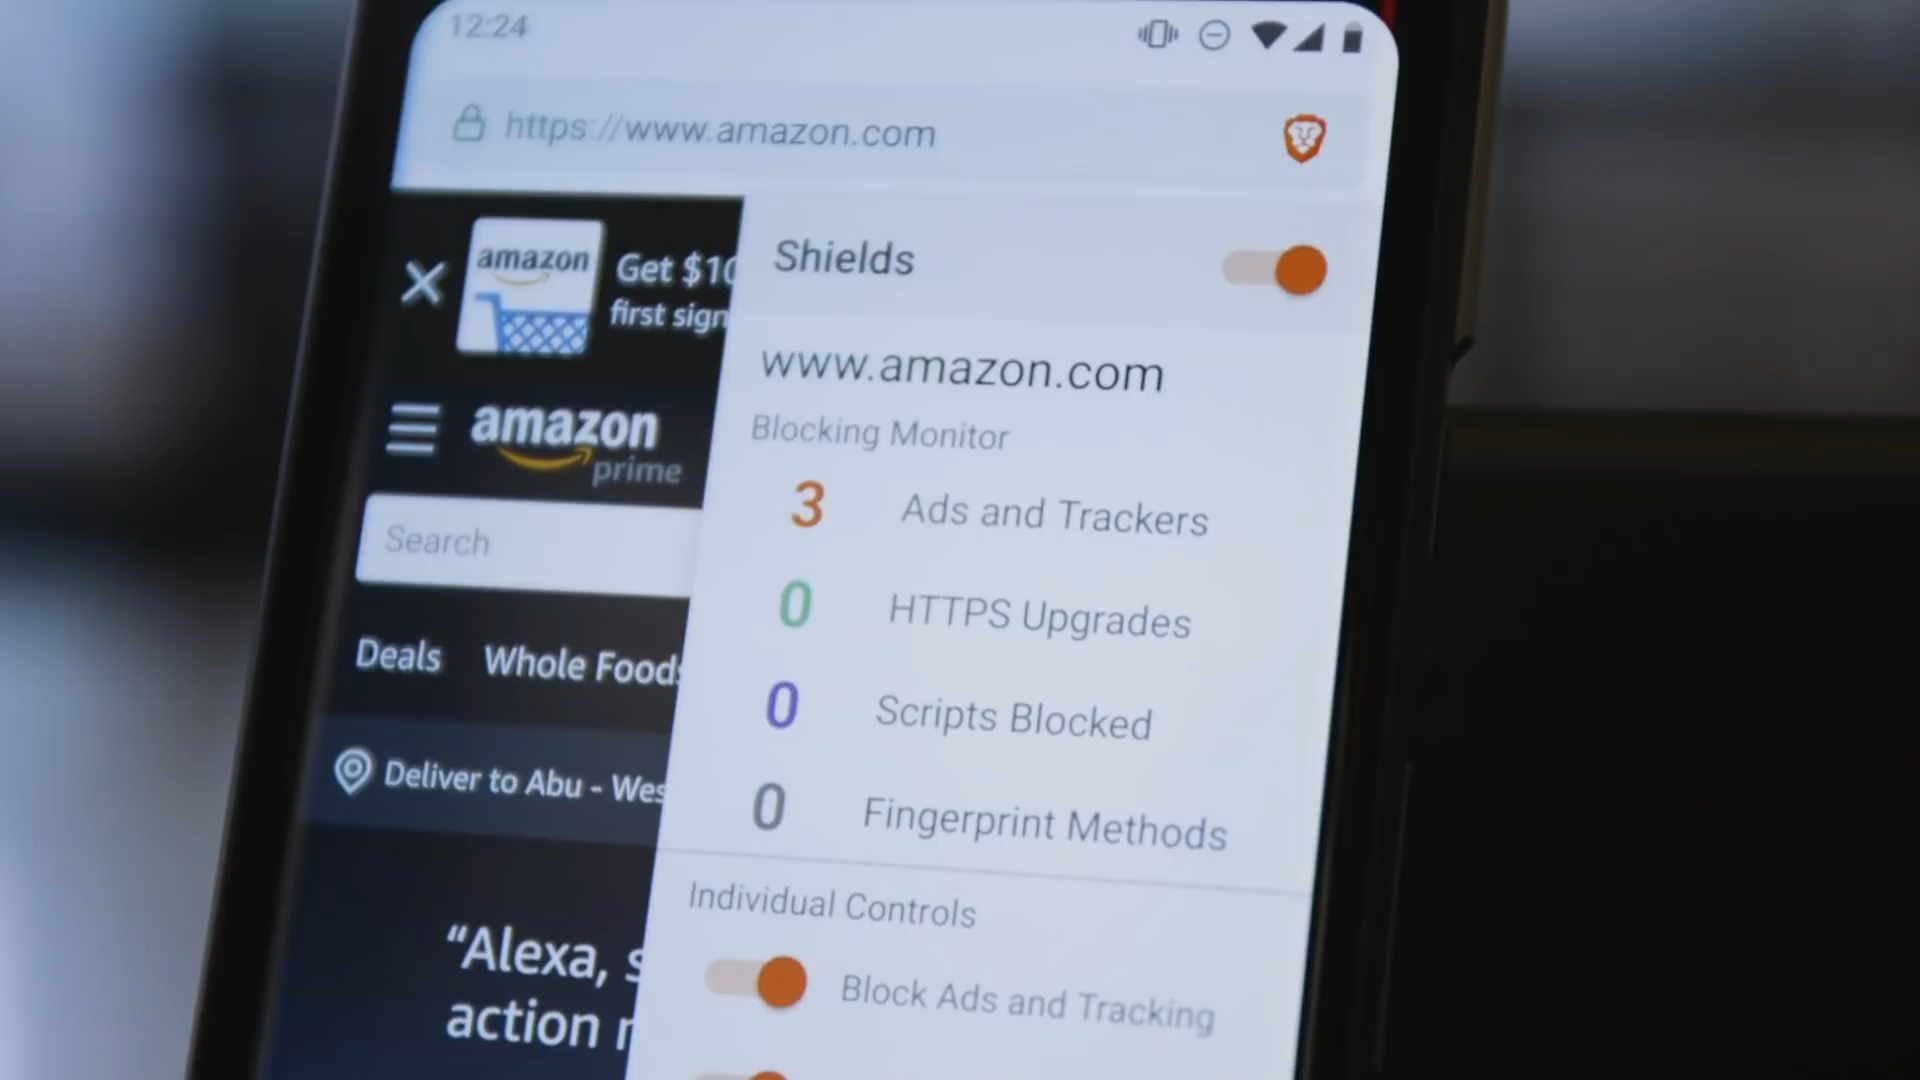 12:24
https://www.amazon.com
amazon
Get $10
first sign
amazon
prime
Search
Deals Whole Foods
Deliver to Abu - Wes
“Alexa, s
action r
Shields
www.amazon.com
Blocking Monitor
3 Ads and Trackers
0 HTTPS Upgrades
0 Scripts Blocked
0 Fingerprint Methods
Individual Controls
Block Ads and Tracking